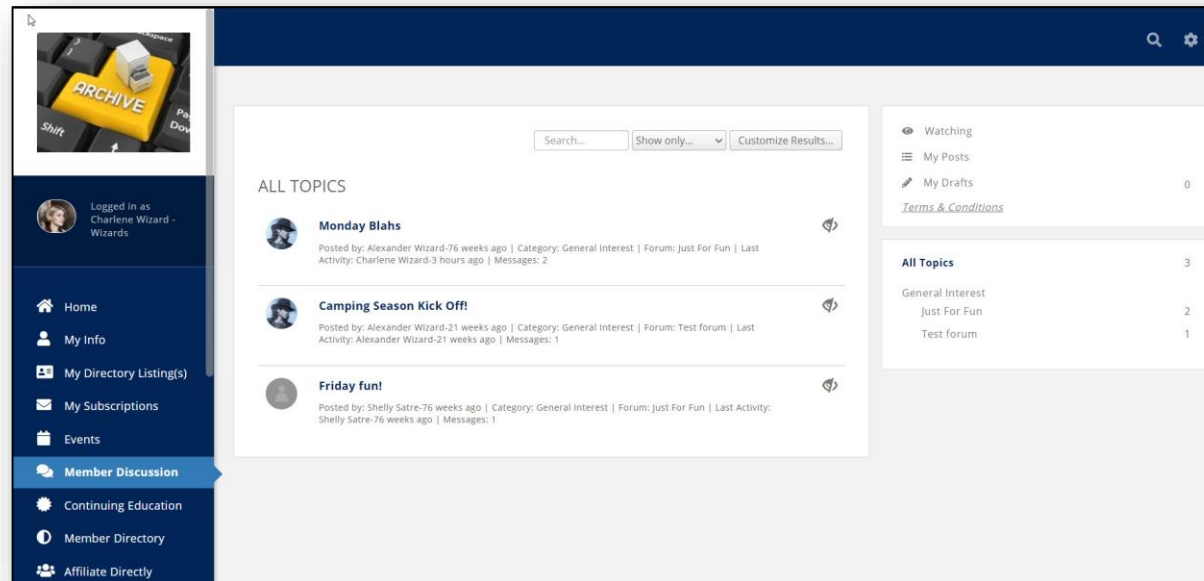 ARCHIVE
Shift
Logged in as
Charlene Wizard -
Wizards
Home
My Info
My Directory Listing(s)
My Subscriptions
Events
Member Discussion
Continuing Education
Member Directory
Affiliate Directly
Search...
Show only...
Customize Results...
ALL TOPICS
Monday Blahs
Posted by: Alexander Wizard-76 weeks ago | Category: General Interest | Forum: Just For Fun | Last
Activity: Charlene Wizard-3 hours ago | Messages: 2
Camping Season Kick Off!
Posted by: Alexander Wizard-21 weeks ago | Category: General Interest | Forum: Test forum | Last
Activity: Alexander Wizard-21 weeks ago | Messages: 1
Friday fun!
Posted by: Shelly Satre-76 weeks ago | Category: General Interest | Forum: Just For Fun | Last Activity:
Shelly Satre-76 weeks ago | Messages: 1
Watching
My Posts
My Drafts 0
Terms & Conditions
All Topics 3
General Interest
Just For Fun 2
Test forum 1